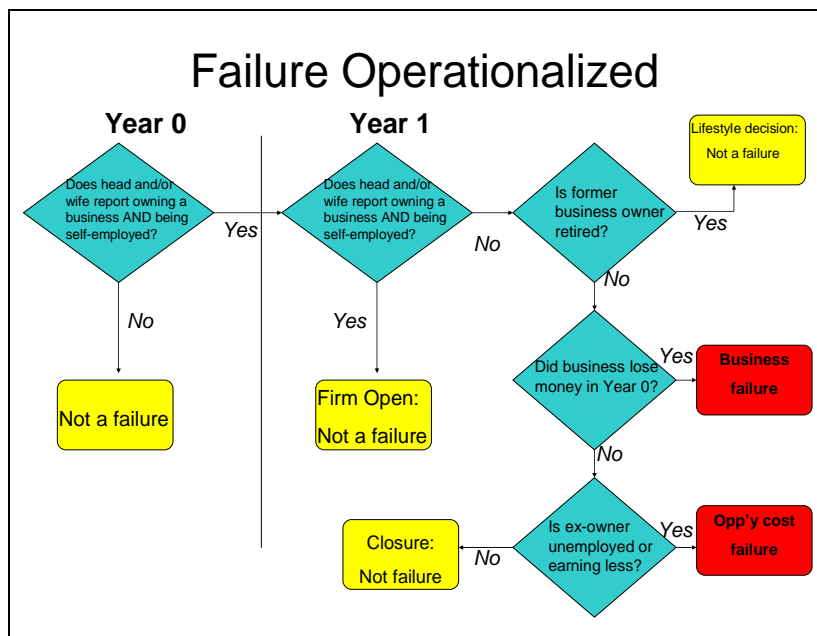 Failure Operationalized
Year 0
Year 1
Does head and/or
wife report owning a
business AND being
self-employed?
Yes
No
Not a failure
Does head and/or
wife report owning a
business AND being
self-employed?
No
Yes
Firm Open:
Not a failure
Is former
business owner
retired?
Yes
Lifestyle decision:
Not a failure
No
Did business lose
money in Year 0?
Yes
Business
failure
No
Is ex-owner
unemployed or
earning less?
Yes
Opp'y cost
failure
No
Closure:
Not failure